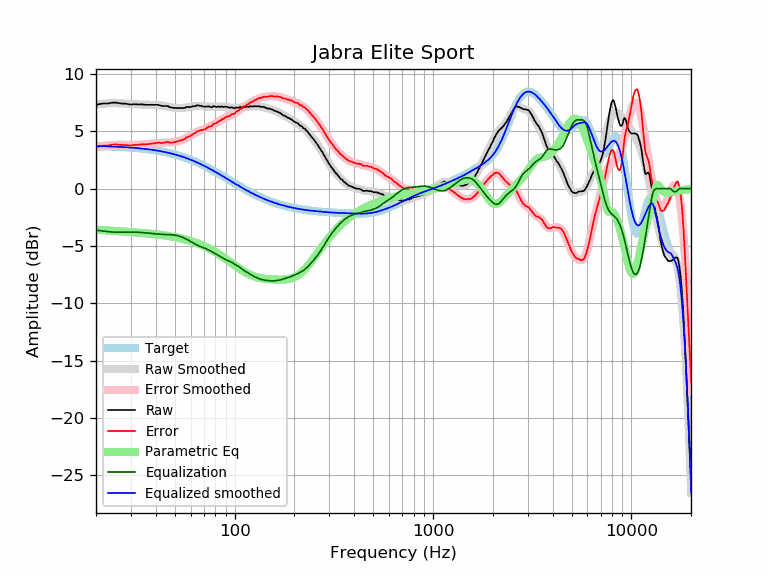 Jabra Elite Sport
10
5
0
−5
−10
−15
−20
−25
Amplitude (dBr)
Target
Raw Smoothed
Error Smoothed
Raw
Error
Parametric Eq
Equalization
Equalized smoothed
100
1000
10000
Frequency (Hz)